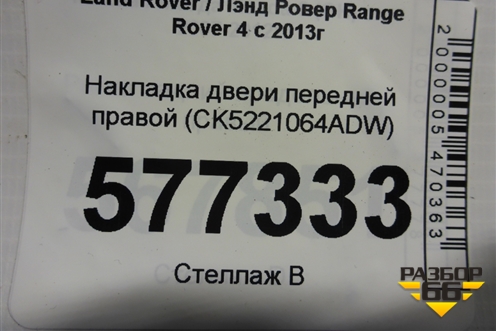 Land Rover / Лэнд Ровер Range
Rover 4 с 2013г
Накладка двери передней
правой (CK5221064ADW)
577333
Стеллаж В
2000005470363
РАЗБОР
66